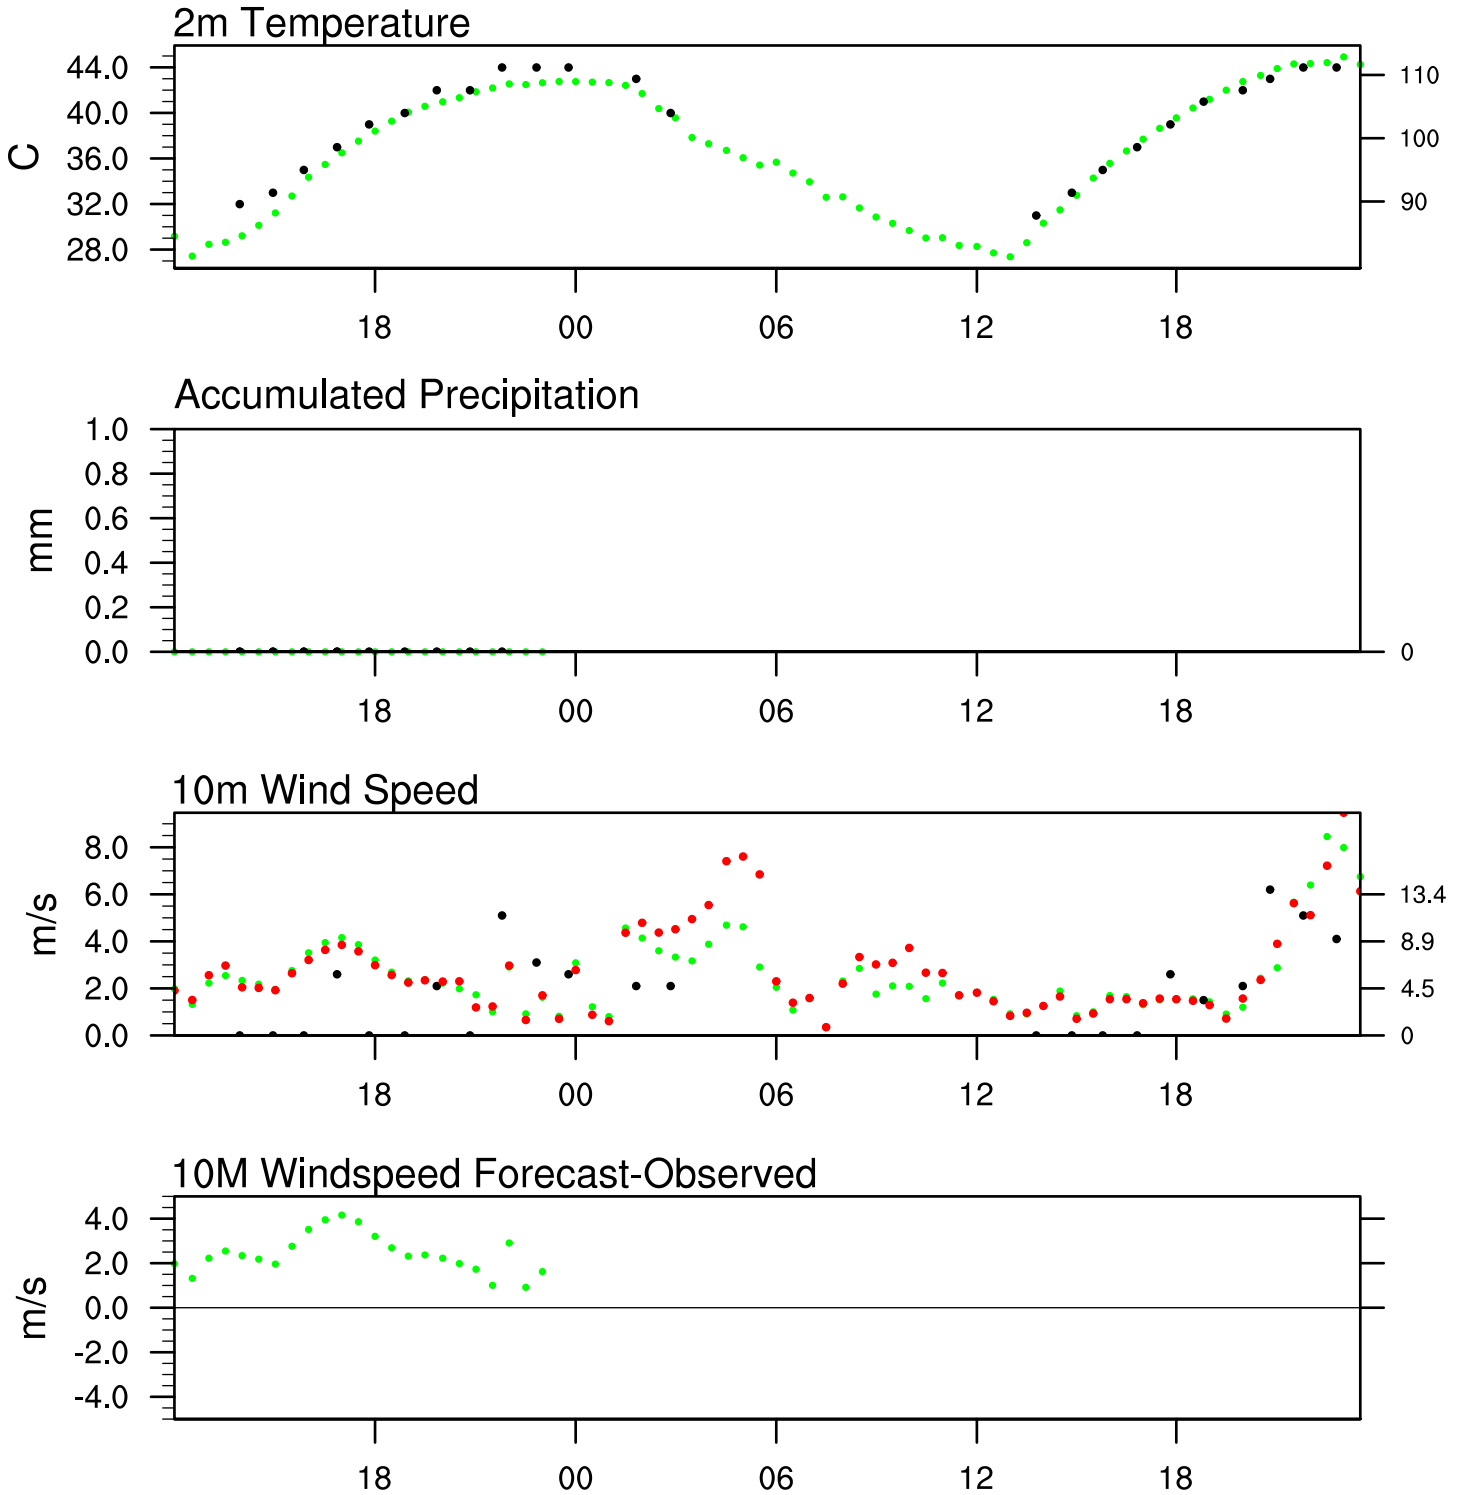 2m Temperature
44.0
40.0
36.0
32.0
28.0
C
110
100
90
18 00 06 12 18
Accumulated Precipitation
1.0
0.8
0.6
0.4
0.2
0.0
mm
0
18 00 06 12 18
10m Wind Speed
8.0
6.0
4.0
2.0
0.0
m/s
13.4
8.9
4.5
0
18 00 06 12 18
10M Windspeed Forecast-Observed
4.0
2.0
0.0
-2.0
-4.0
m/s
18 00 06 12 18